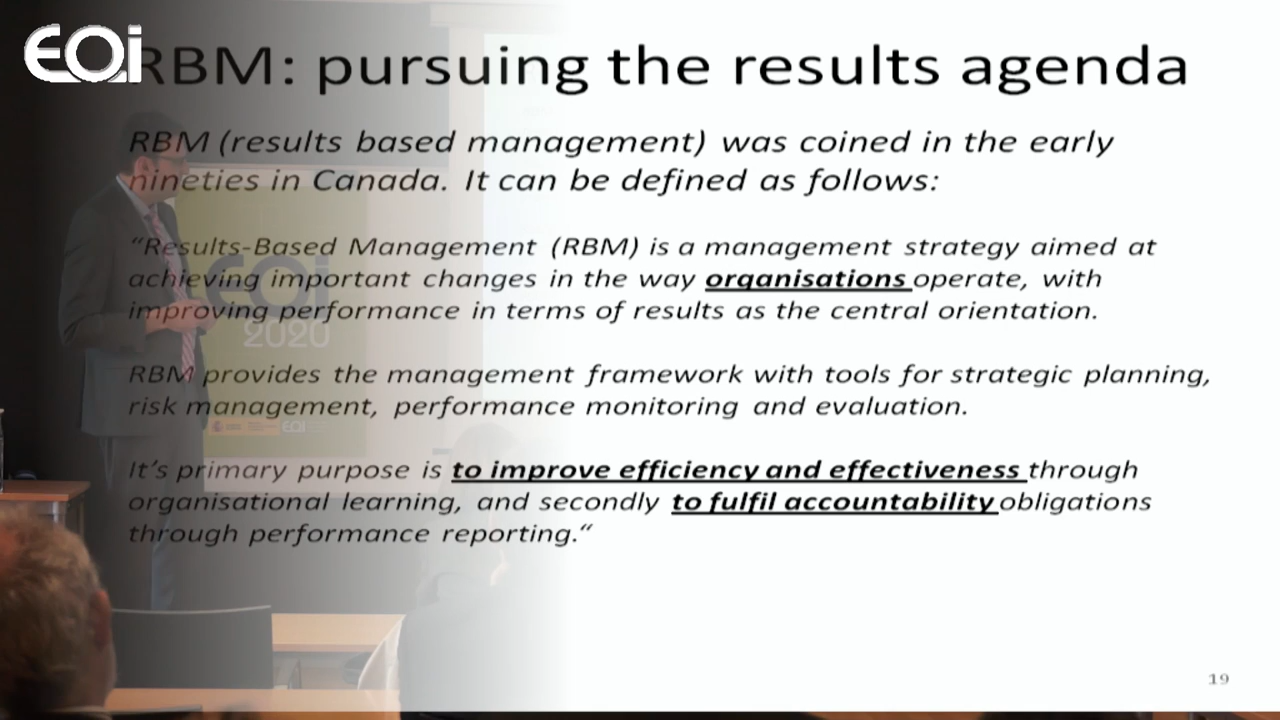 EOi
RBM: pursuing the results agenda
RBM (results based management) was coined in the early
nineties in Canada. It can be defined as follows:
“Results-Based Management (RBM) is a management strategy aimed at
achieving important changes in the way organisations operate, with
improving performance in terms of results as the central orientation.
RBM provides the management framework with tools for strategic planning,
risk management, performance monitoring and evaluation.
It’s primary purpose is to improve efficiency and effectiveness through
organisational learning, and secondly to fulfil accountability obligations
through performance reporting.“
EOi
2020
EOi
19